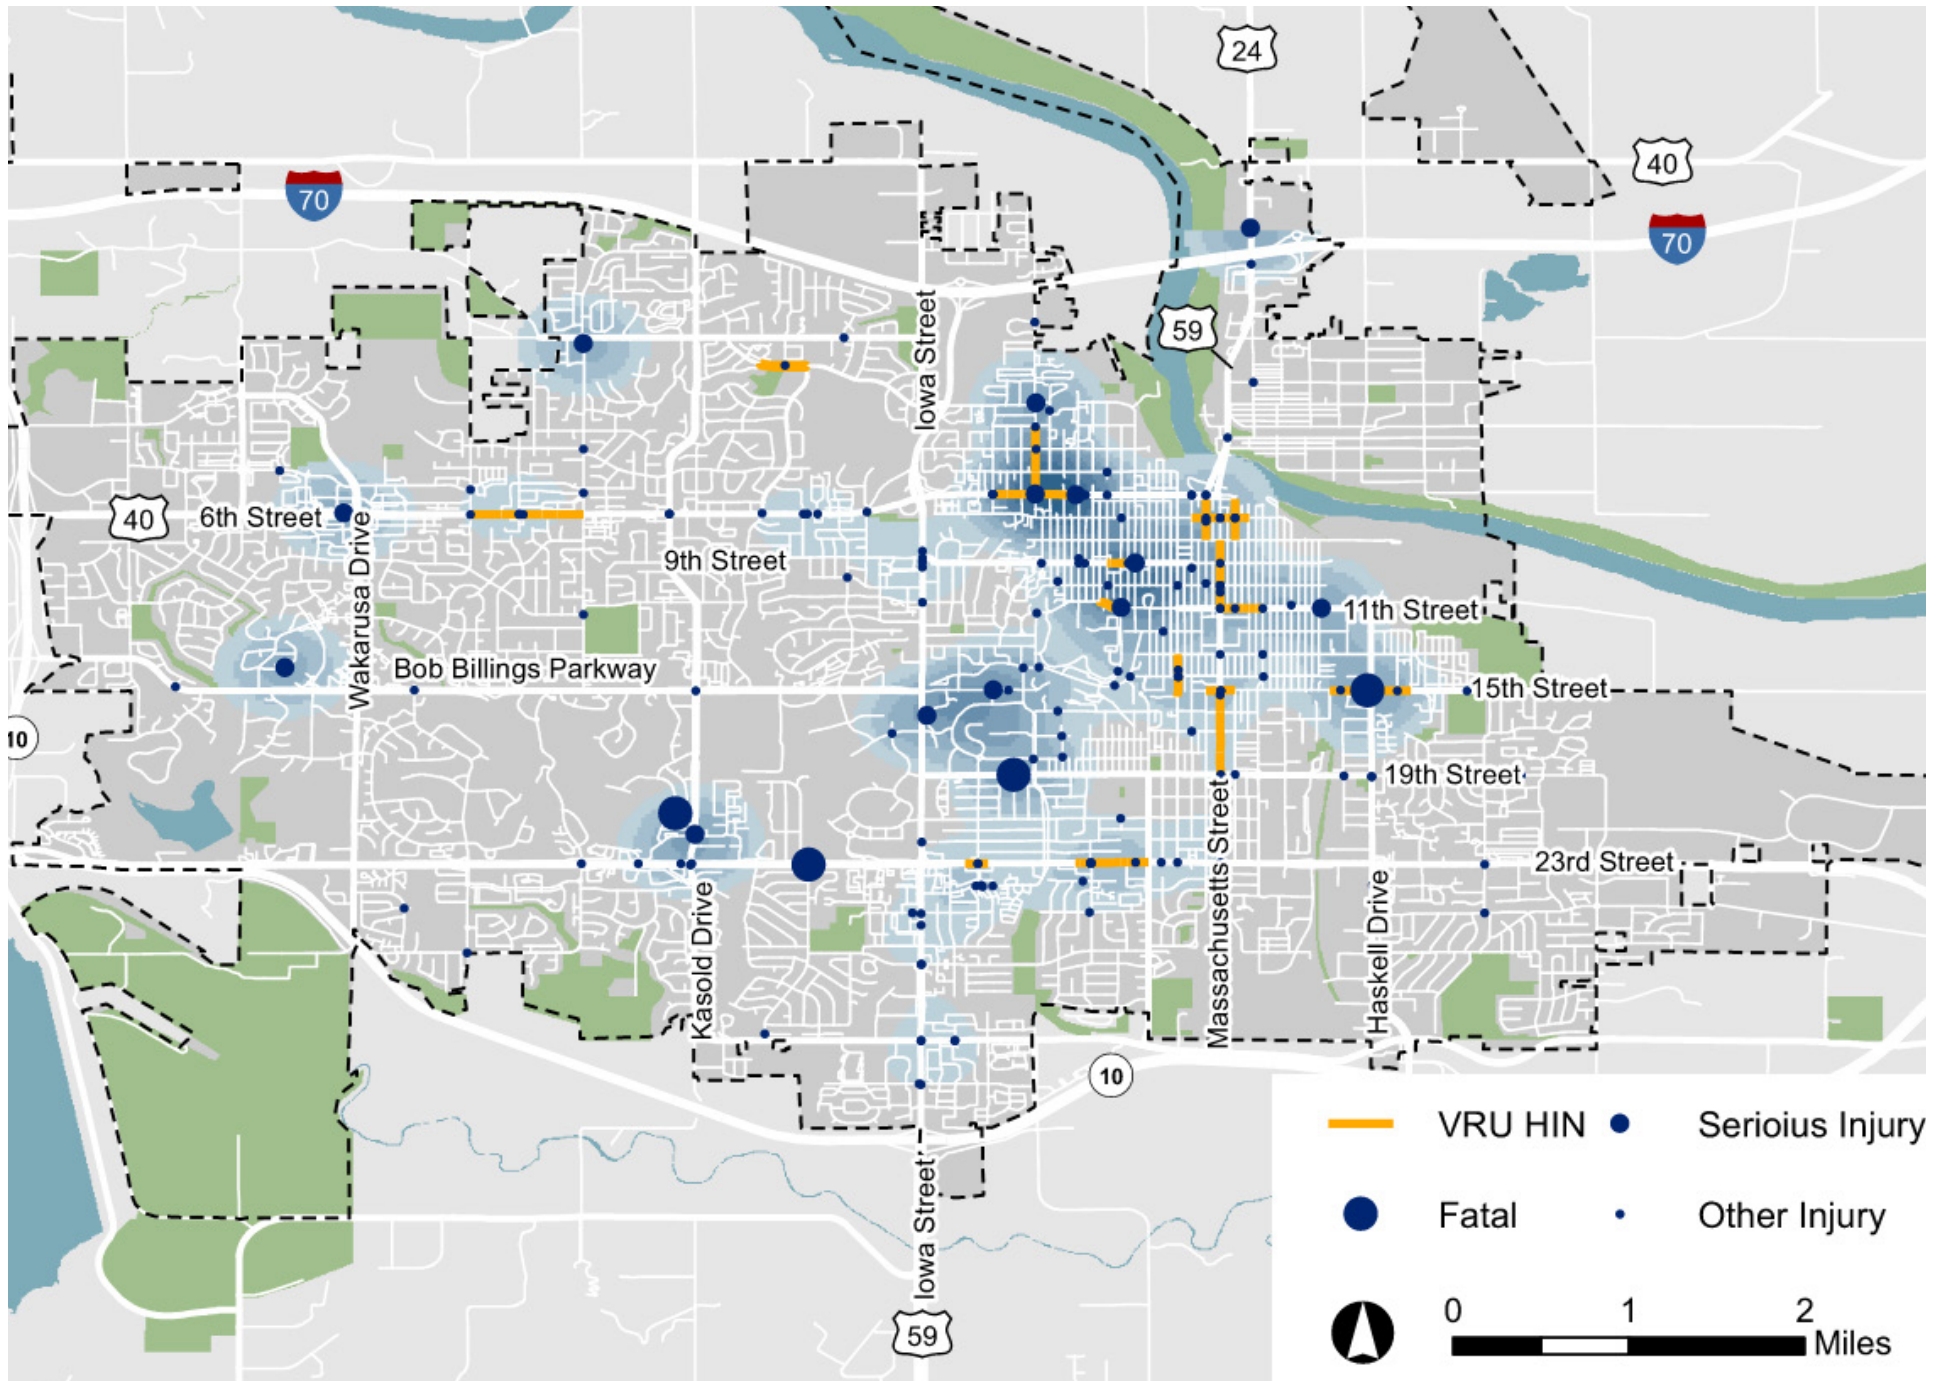 24
40
70
70
59
Iowa Street
40
6th Street
9th Street
11th Street
Wakarusa Drive
Bob Billings Parkway
15th Street
10
19th Street
Massachusetts Street
23rd Street
Kasold Drive
Haskell Drive
10
VRU HIN
Serioius Injury
Fatal
Other Injury
Iowa Street
59
0 1 2
Miles